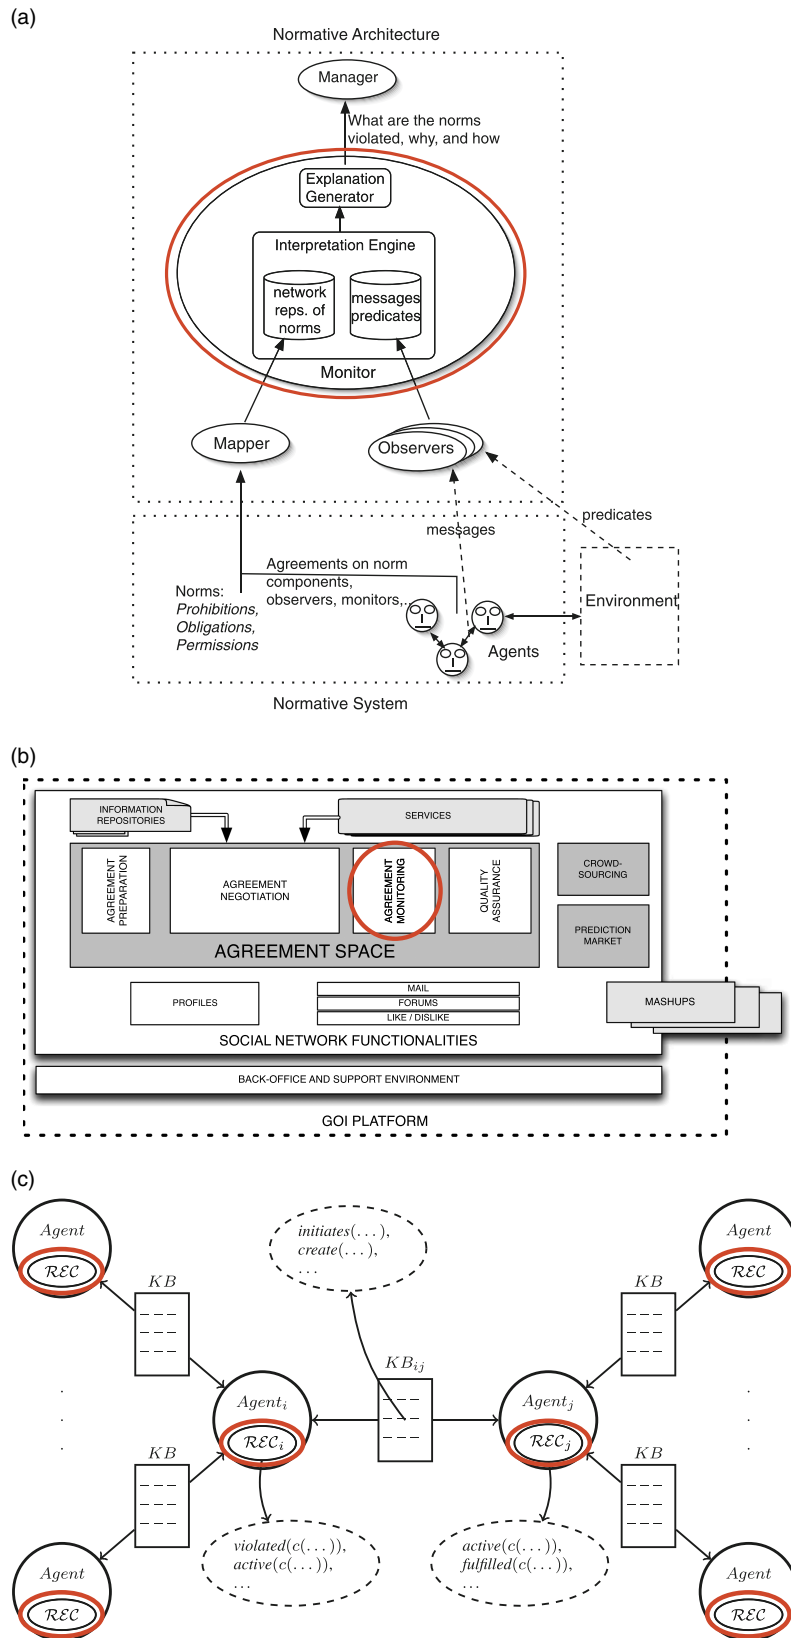 (a)
Normative Architecture
Manager
What are the norms
violated, why, and how
Explanation
Generator
Interpretation Engine
network
reps. of
norms
messages
predicates
Monitor
Mapper
Observers
messages
predicates
Agreements on norm
components,
observers, monitors,..
Norms:
Prohibitions,
Obligations,
Permissions
Environment
Agents
Normative System
(b)
INFORMATION
REPOSITORIES
SERVICES
AGREEMENT
PREPARATION
AGREEMENT
NEGOTIATION
AGREEMENT
MONITORING
QUALITY
ASSURANCE
CROWD-
SOURCING
PREDICTION
MARKET
AGREEMENT SPACE
PROFILES
MAIL
FORUMS
LIKE / DISLIKE
MASHUPS
SOCIAL NETWORK FUNCTIONALITIES
BACK-OFFICE AND SUPPORT ENVIRONMENT
GOI PLATFORM
(c)
Agent
REC
KB
initiates(...),
create(...),
...
Agent
REC
KB
KB_ij
Agent_i
REC_i
Agent_j
REC_j
KB
KB
violated(c(...)),
active(c(...)),
...
active(c(...)),
fulfilled(c(...)),
...
Agent
REC
Agent
REC